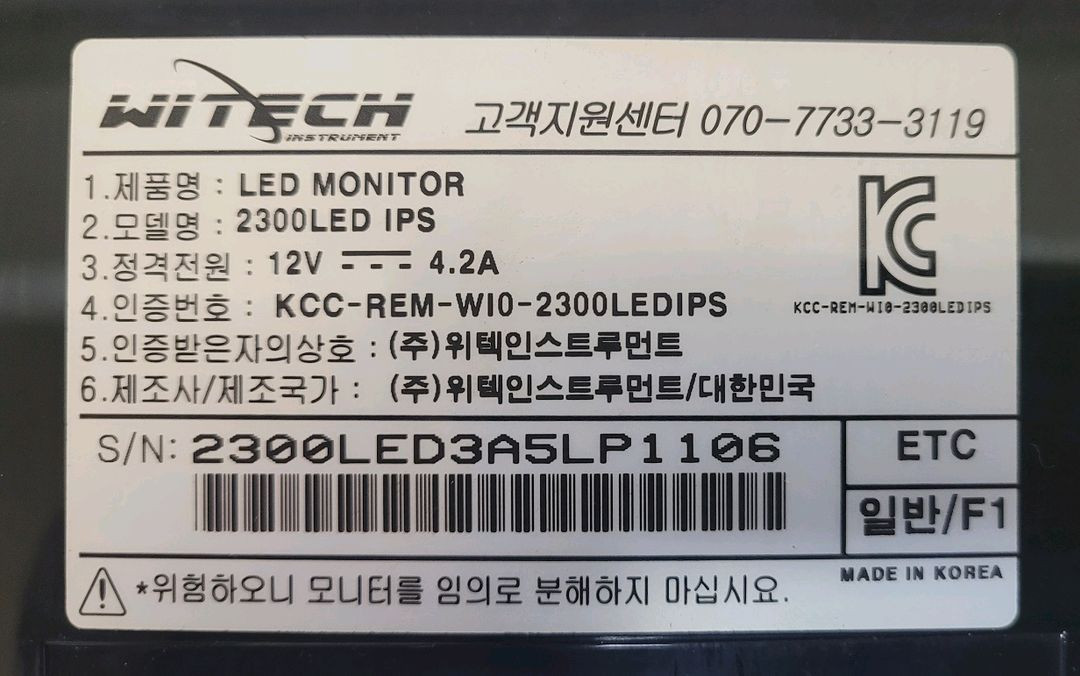 WITECH
INSTRUMENT
고객지원센터 070-7733-3119
1.제품명 : LED MONITOR
2.모델명 : 2300LED IPS
3.정격전원 : 12V ⎓ 4.2A
4.인증번호 : KCC-REM-WI0-2300LEDIPS
KCC-REM-WI0-2300LEDIPS
5.인증받은자의상호 : (주)위텍인스트루먼트
6.제조사/제조국가 : (주)위텍인스트루먼트/대한민국
S/N: 2300LED3A5LP1106
ETC
일반/F1
MADE IN KOREA
*위험하오니 모니터를 임의로 분해하지 마십시요.